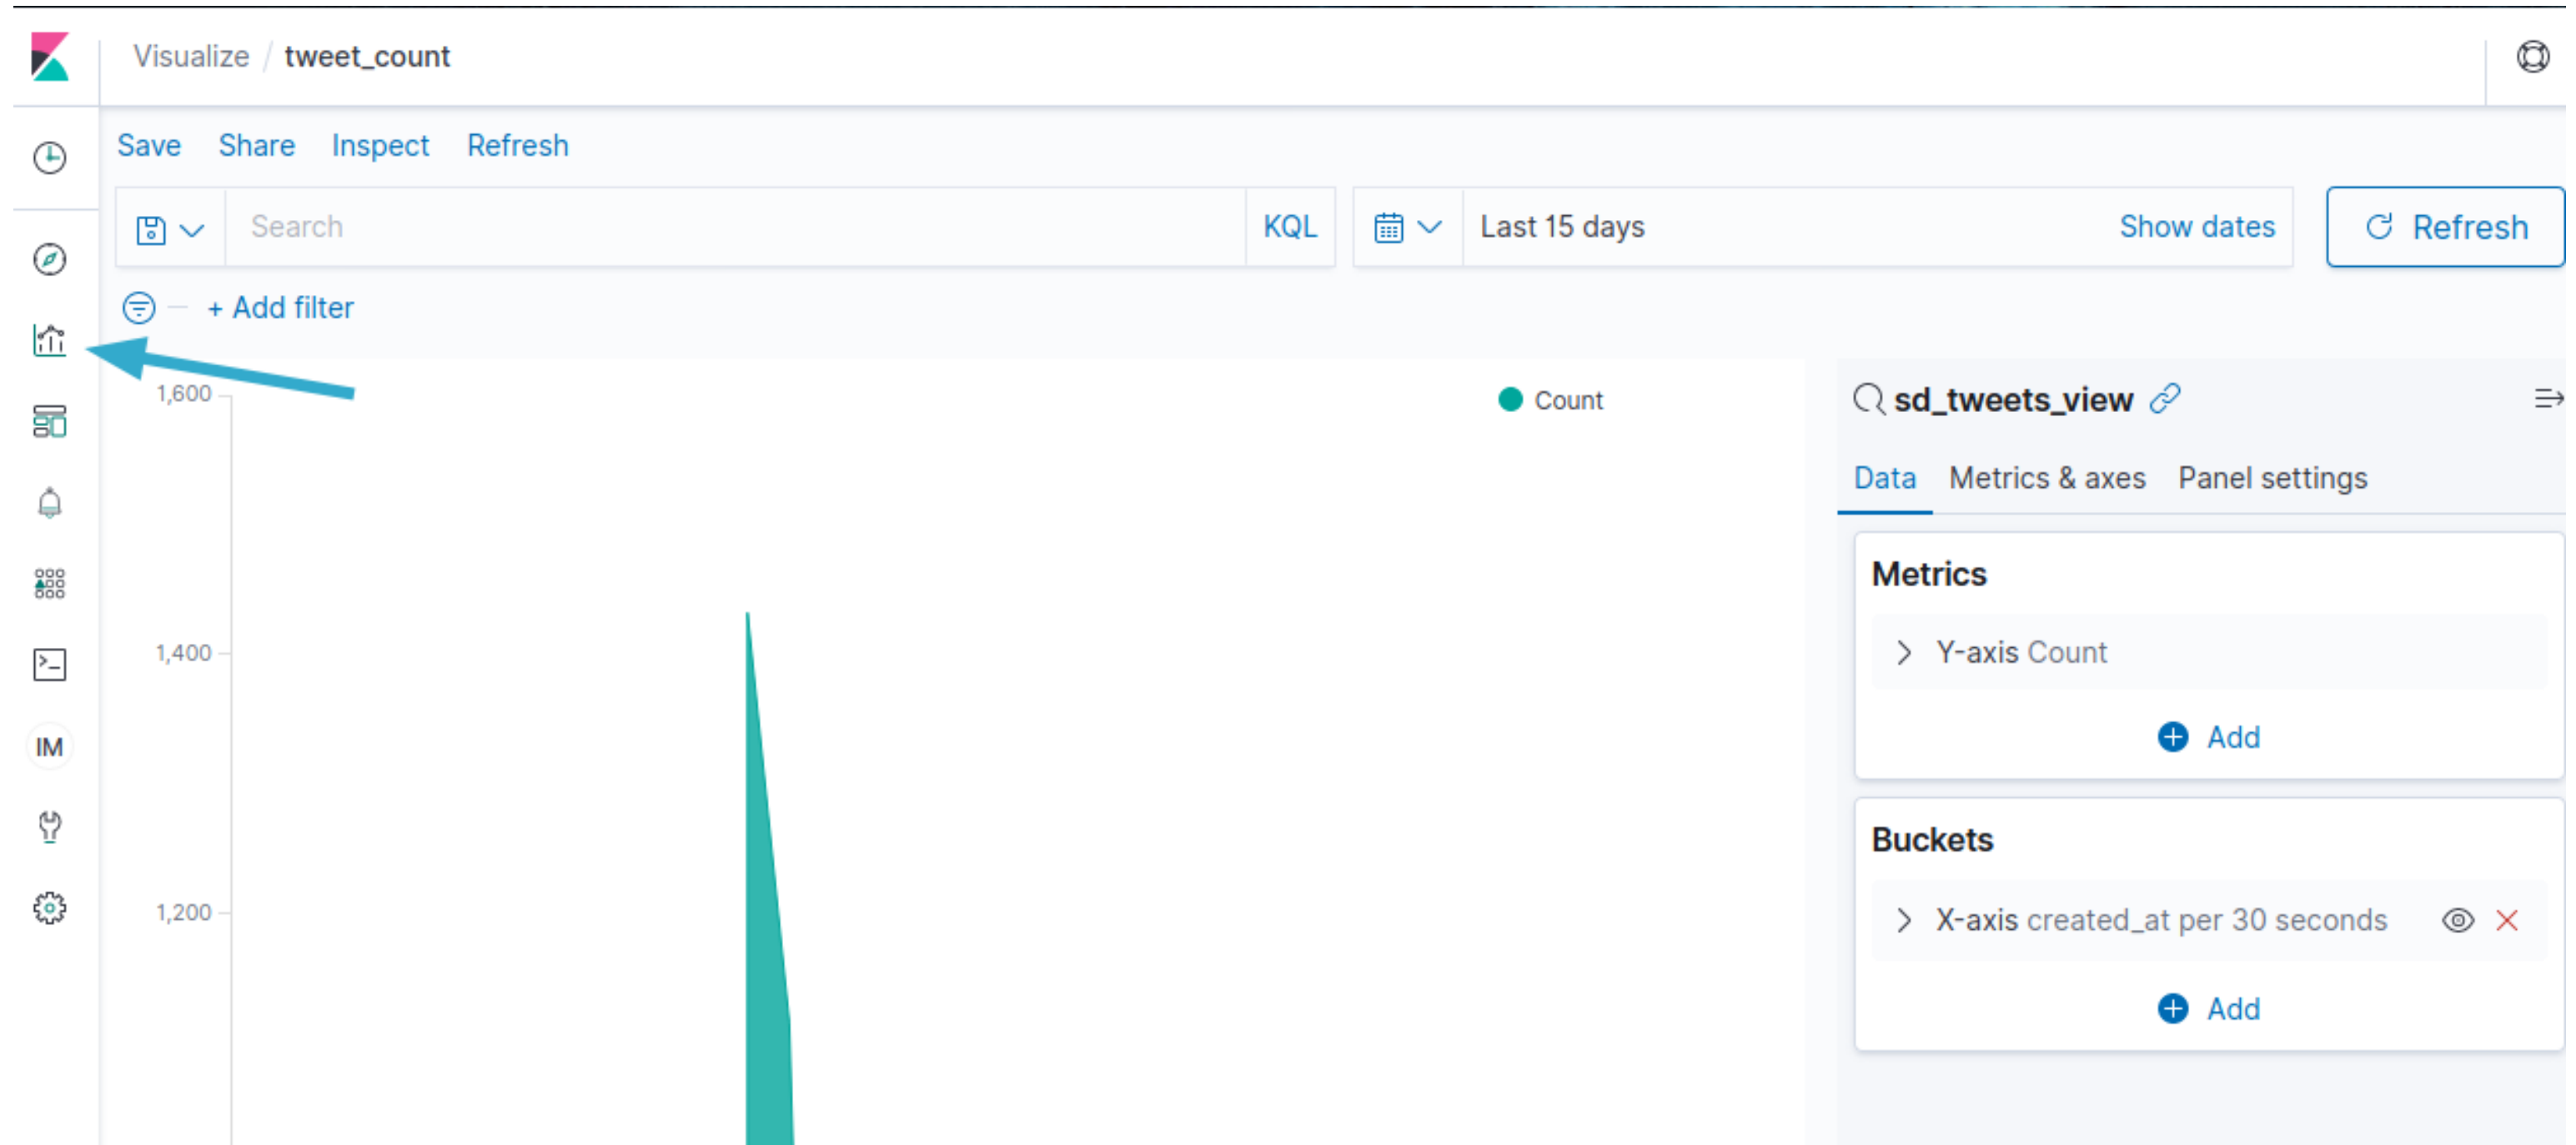 Visualize / tweet_count
Save Share Inspect Refresh
Search KQL Last 15 days Show dates Refresh
+ Add filter
1,600
Count
1,400
1,200
sd_tweets_view
Data Metrics & axes Panel settings
Metrics
Y-axis Count
Add
Buckets
X-axis created_at per 30 seconds
Add
IM